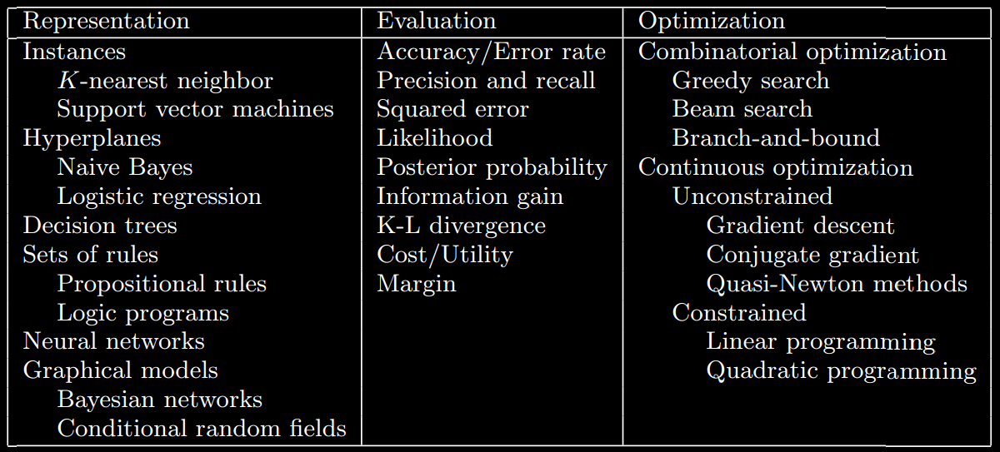 Representation
Evaluation
Optimization
Instances
K-nearest neighbor
Support vector machines
Hyperplanes
Naive Bayes
Logistic regression
Decision trees
Sets of rules
Propositional rules
Logic programs
Neural networks
Graphical models
Bayesian networks
Conditional random fields
Accuracy/Error rate
Precision and recall
Squared error
Likelihood
Posterior probability
Information gain
K-L divergence
Cost/Utility
Margin
Combinatorial optimization
Greedy search
Beam search
Branch-and-bound
Continuous optimization
Unconstrained
Gradient descent
Conjugate gradient
Quasi-Newton methods
Constrained
Linear programming
Quadratic programming